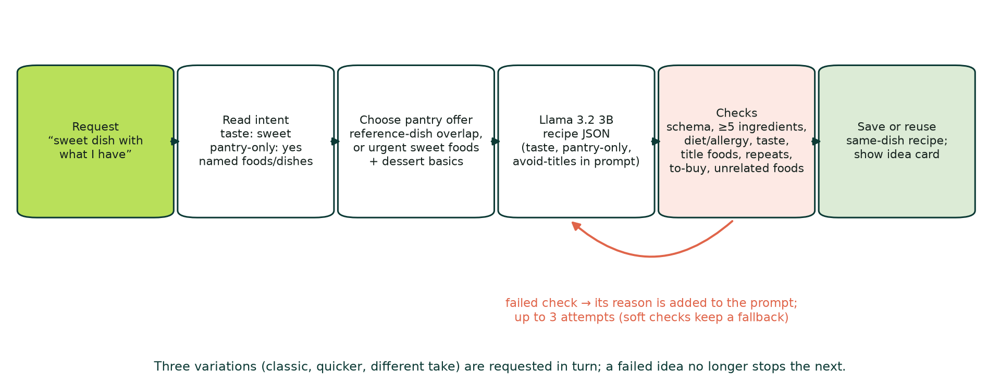 Request
“sweet dish with
what I have”
Read intent
taste: sweet
pantry-only: yes
named foods/dishes
Choose pantry offer
reference-dish overlap,
or urgent sweet foods
+ dessert basics
Llama 3.2 3B
recipe JSON
(taste, pantry-only,
avoid-titles in prompt)
Checks
schema, ≥5 ingredients,
diet/allergy, taste,
title foods, repeats,
to-buy, unrelated foods
Save or reuse
same-dish recipe;
show idea card
failed check → its reason is added to the prompt;
up to 3 attempts (soft checks keep a fallback)
Three variations (classic, quicker, different take) are requested in turn; a failed idea no longer stops the next.